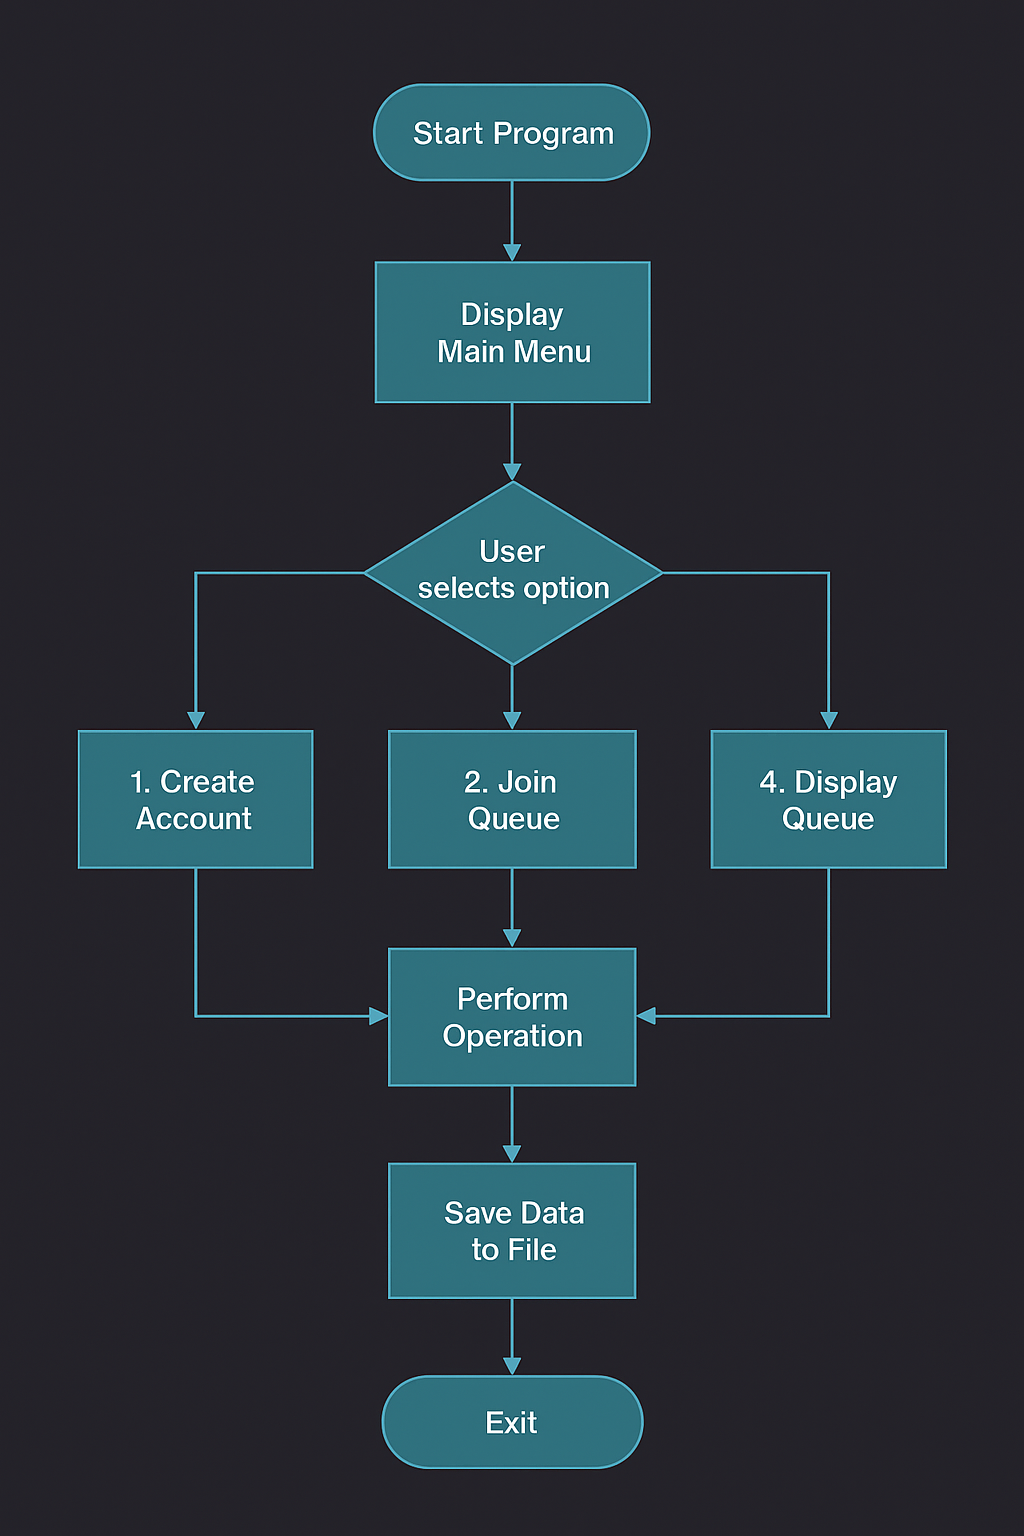 Start Program
Display
Main Menu
User
selects option
1. Create
Account
2. Join
Queue
4. Display
Queue
Perform
Operation
Save Data
to File
Exit